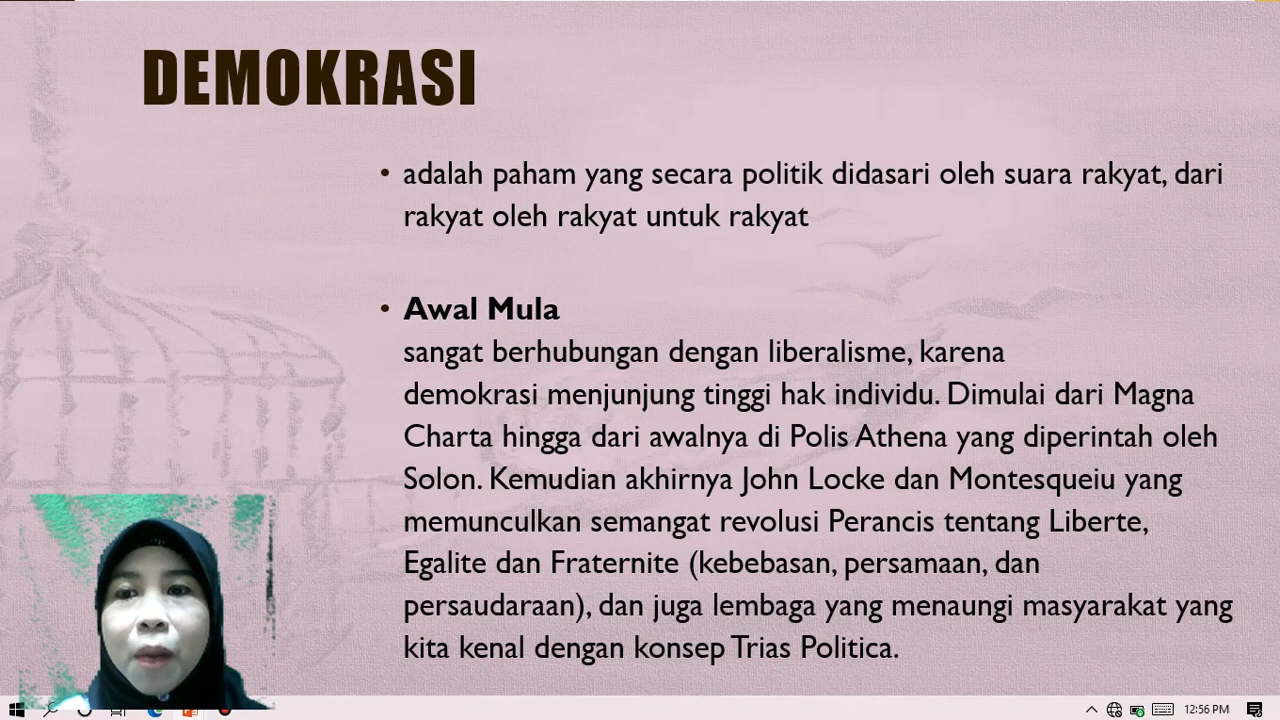 DEMOKRASI
• adalah paham yang secara politik didasari oleh suara rakyat, dari
rakyat oleh rakyat untuk rakyat
• Awal Mula
sangat berhubungan dengan liberalisme, karena
demokrasi menjunjung tinggi hak individu. Dimulai dari Magna
Charta hingga dari awalnya di Polis Athena yang diperintah oleh
Solon. Kemudian akhirnya John Locke dan Montesqueiu yang
memunculkan semangat revolusi Perancis tentang Liberte,
Egalite dan Fraternite (kebebasan, persamaan, dan
persaudaraan), dan juga lembaga yang menaungi masyarakat yang
kita kenal dengan konsep Trias Politica.
12:56 PM